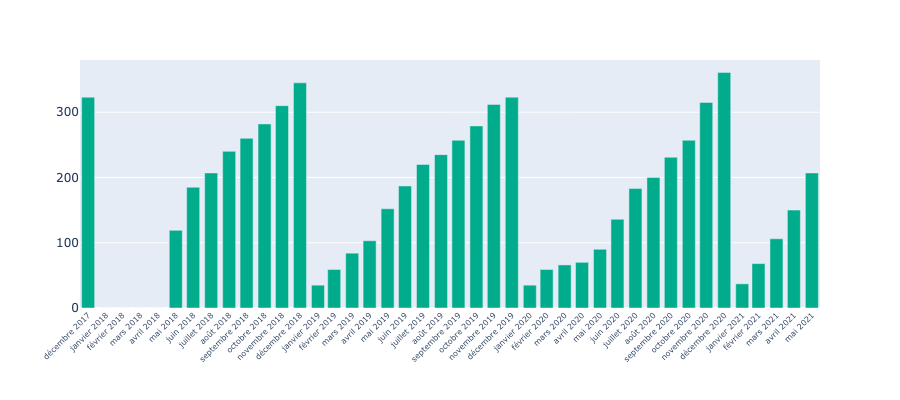 300
200
100
0
décembre 2017
janvier 2018
février 2018
mars 2018
avril 2018
mai 2018
juin 2018
juillet 2018
août 2018
septembre 2018
octobre 2018
novembre 2018
décembre 2018
janvier 2019
février 2019
mars 2019
avril 2019
mai 2019
juin 2019
juillet 2019
août 2019
septembre 2019
octobre 2019
novembre 2019
décembre 2019
janvier 2020
février 2020
mars 2020
avril 2020
mai 2020
juin 2020
juillet 2020
août 2020
septembre 2020
octobre 2020
novembre 2020
décembre 2020
janvier 2021
février 2021
mars 2021
avril 2021
mai 2021